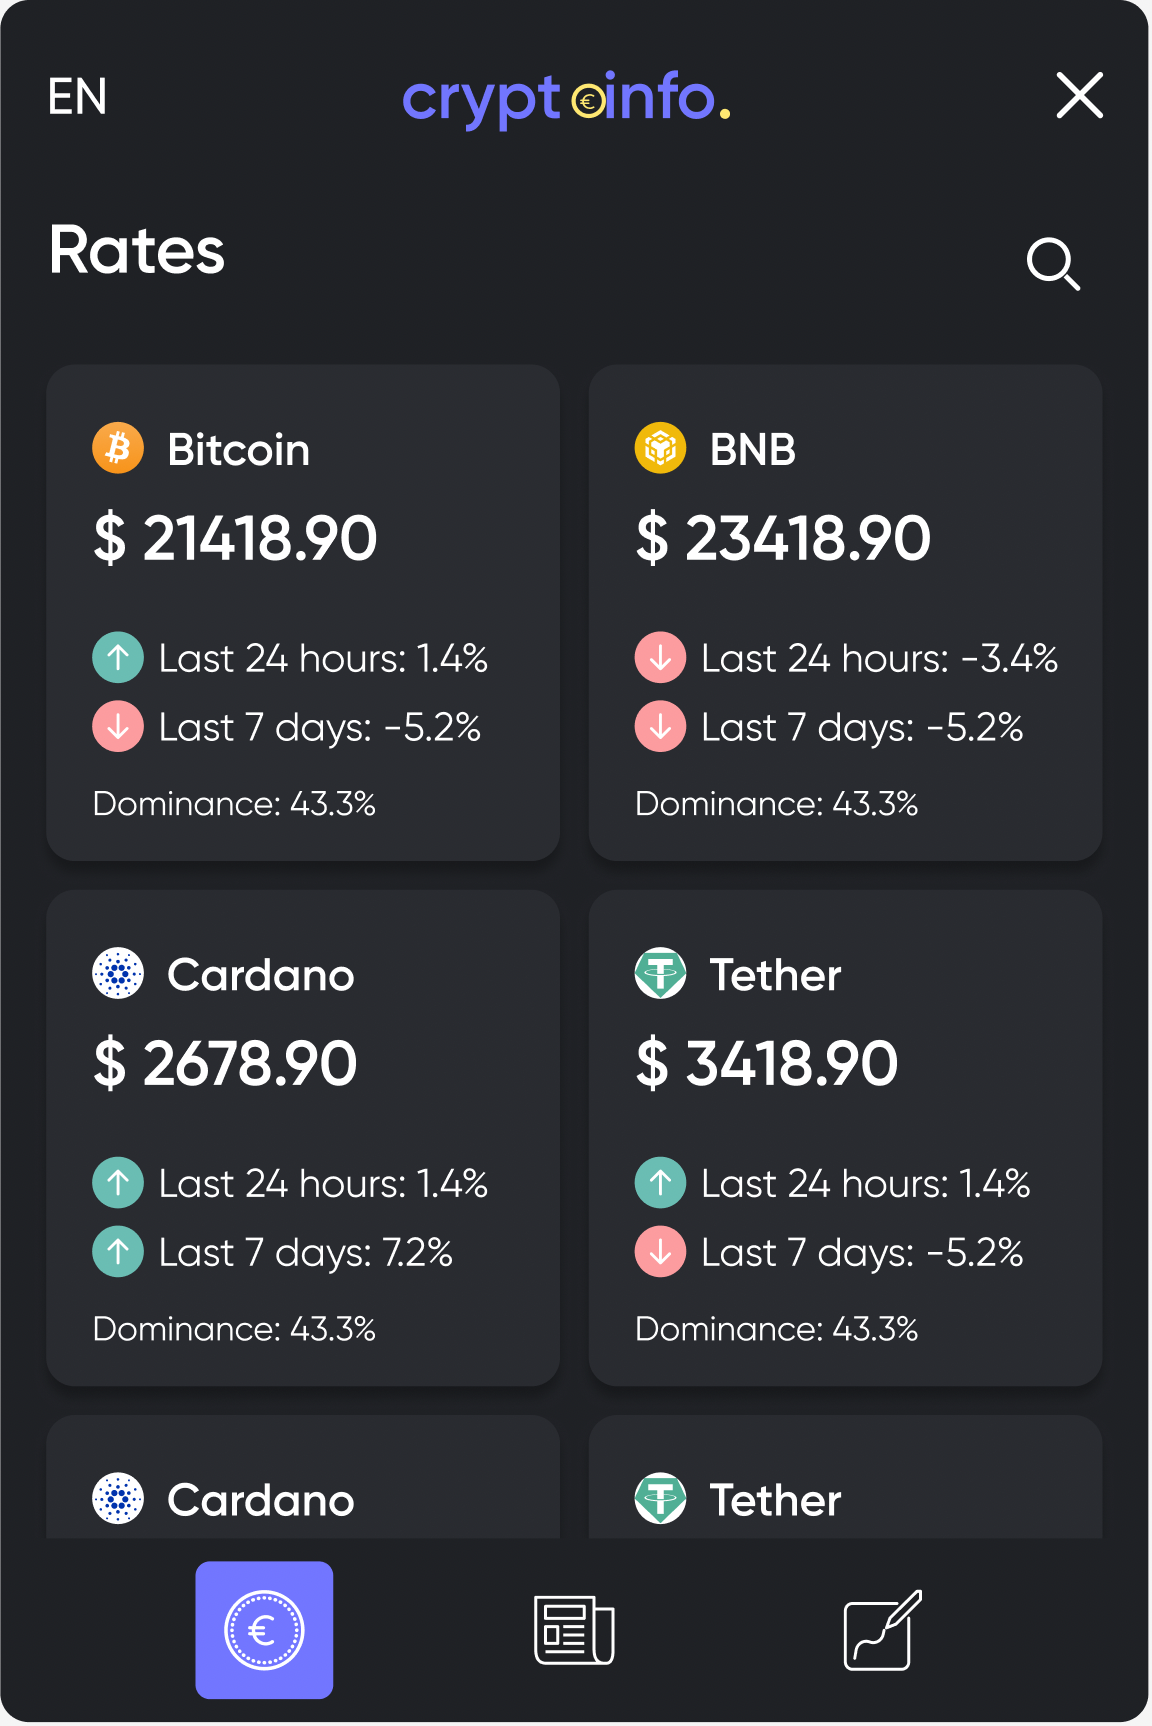 EN
crypt€info.
Rates
Bitcoin
$ 21418.90
Last 24 hours: 1.4%
Last 7 days: -5.2%
Dominance: 43.3%
BNB
$ 23418.90
Last 24 hours: -3.4%
Last 7 days: -5.2%
Dominance: 43.3%
Cardano
$ 2678.90
Last 24 hours: 1.4%
Last 7 days: 7.2%
Dominance: 43.3%
Tether
$ 3418.90
Last 24 hours: 1.4%
Last 7 days: -5.2%
Dominance: 43.3%
Cardano
Tether
€